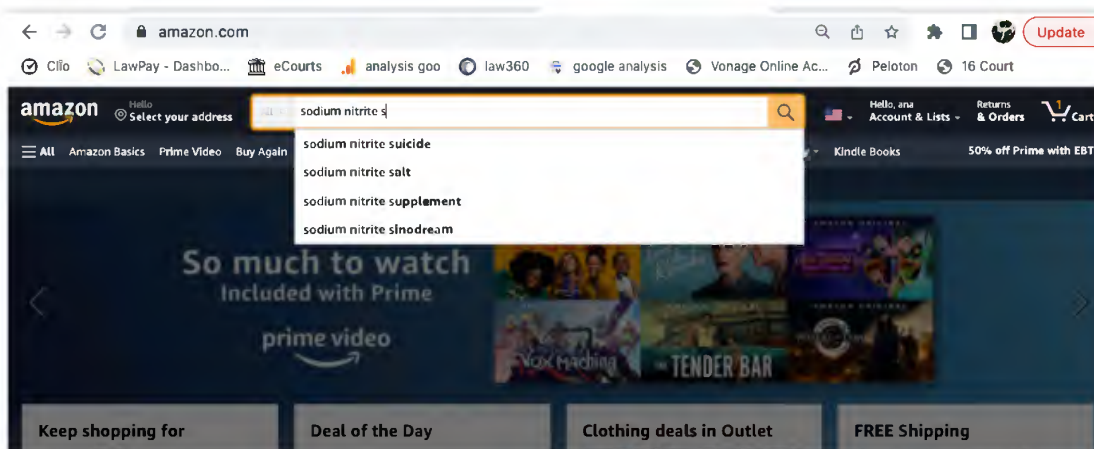 amazon.com
Update
Clio
LawPay - Dashbo...
eCourts
analysis goo
law360
google analysis
Vonage Online Ac...
Peloton
16 Court
amazon
Hello
Select your address
sodium nitrite s
Hello, ana
Account & Lists
Returns
& Orders
1
Cart
All
Amazon Basics
Prime Video
Buy Again
Kindle Books
50% off Prime with EBT
sodium nitrite suicide
sodium nitrite salt
sodium nitrite supplement
sodium nitrite sinodream
So much to watch
Included with Prime
prime video
VOX Machina
THE TENDER BAR
Keep shopping for
Deal of the Day
Clothing deals in Outlet
FREE Shipping